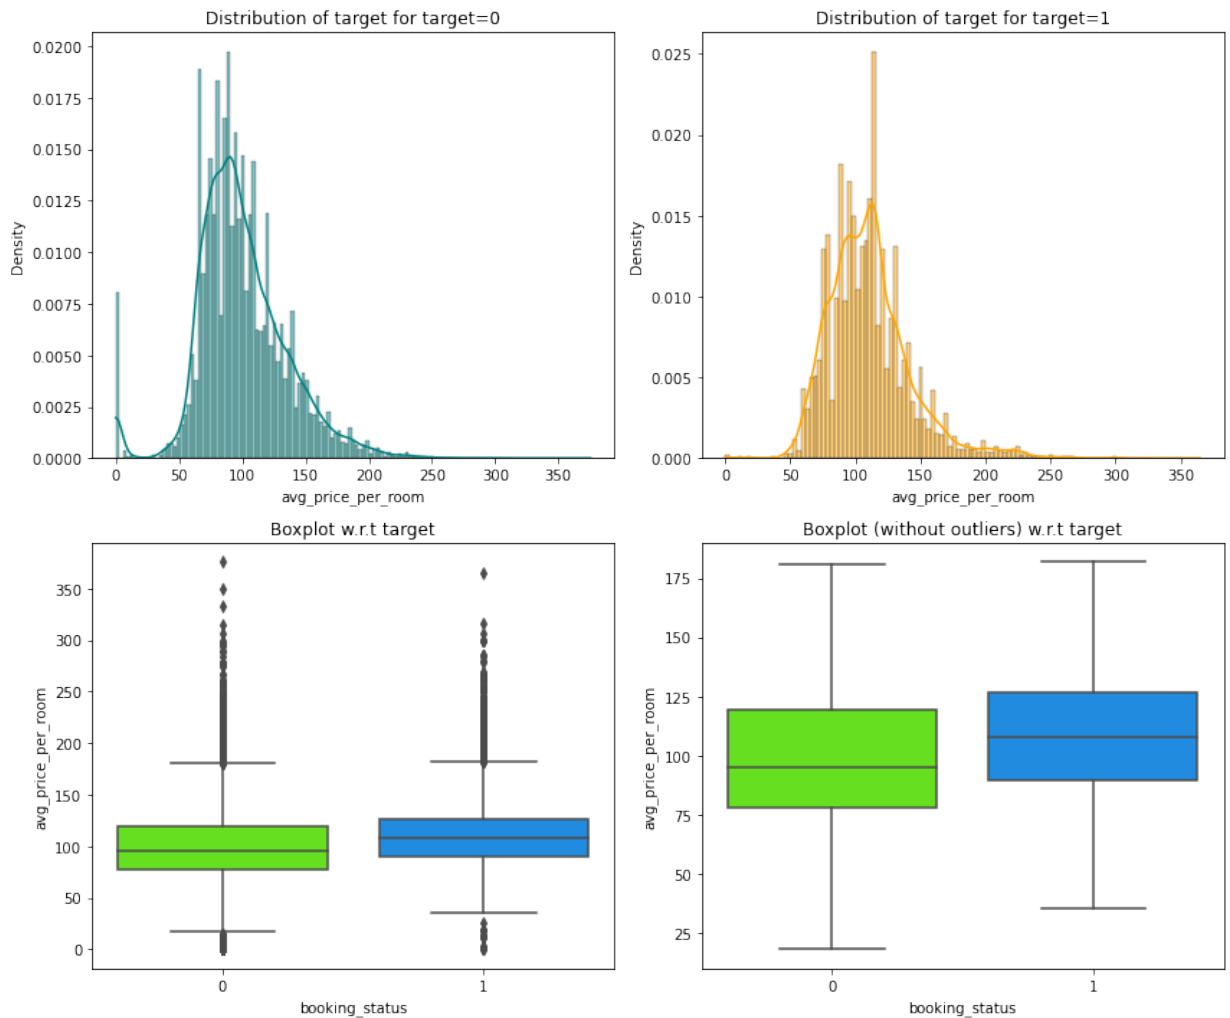 Distribution of target for target=0
0.0200
0.0175
0.0150
0.0125
0.0100
0.0075
0.0050
0.0025
0.0000
Density
0 50 100 150 200 250 300 350
avg_price_per_room
Distribution of target for target=1
0.025
0.020
0.015
0.010
0.005
0.000
Density
0 50 100 150 200 250 300 350
avg_price_per_room
Boxplot w.r.t target
350
300
250
200
150
100
50
0
avg_price_per_room
0 1
booking_status
Boxplot (without outliers) w.r.t target
175
150
125
100
75
50
25
avg_price_per_room
0 1
booking_status